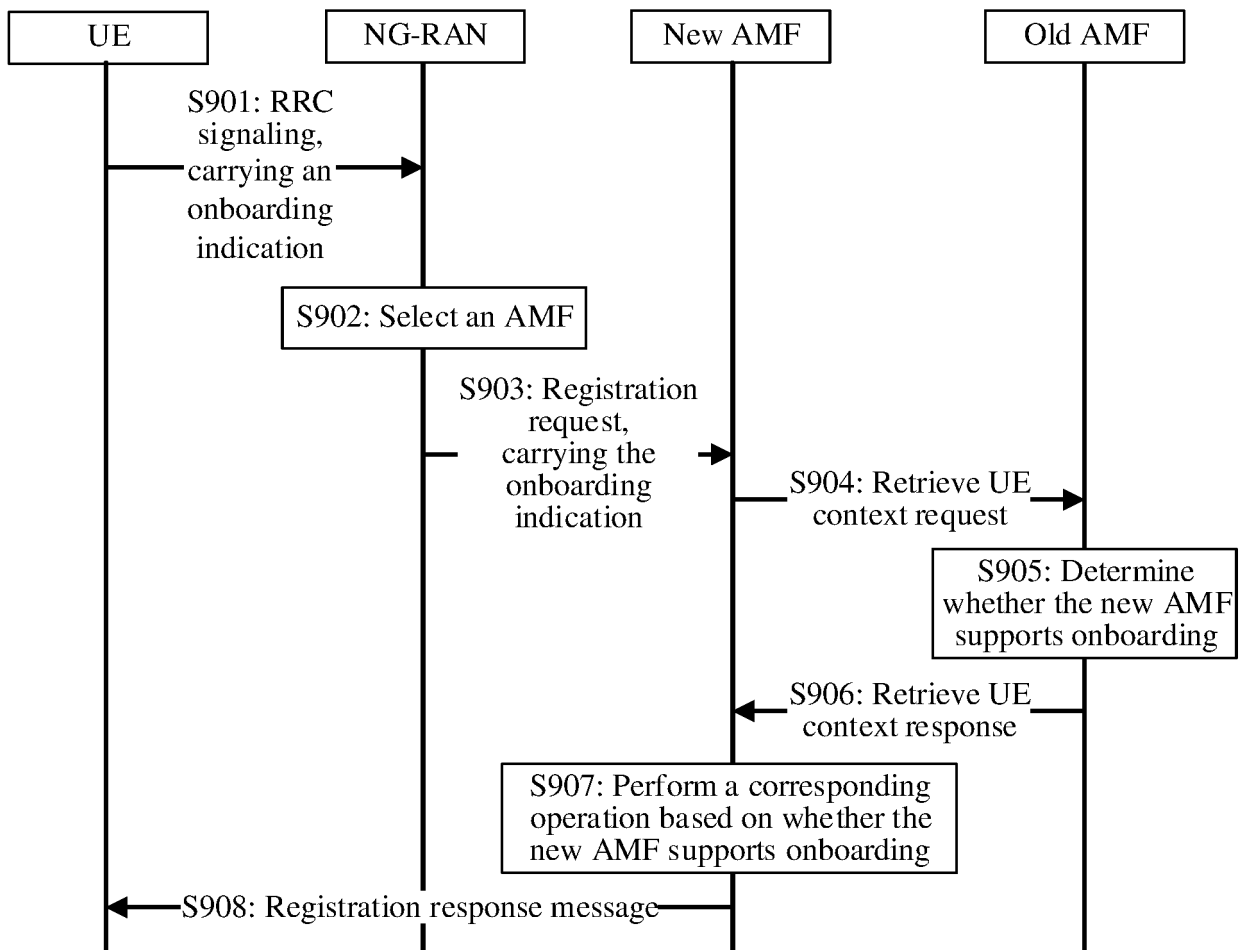 UE
NG-RAN
New AMF
Old AMF
S901: RRC
signaling,
carrying an
onboarding
indication
S902: Select an AMF
S903: Registration
request,
carrying the
onboarding
indication
S904: Retrieve UE
context request
S905: Determine
whether the new AMF
supports onboarding
S906: Retrieve UE
context response
S907: Perform a corresponding
operation based on whether the
new AMF supports onboarding
S908: Registration response message